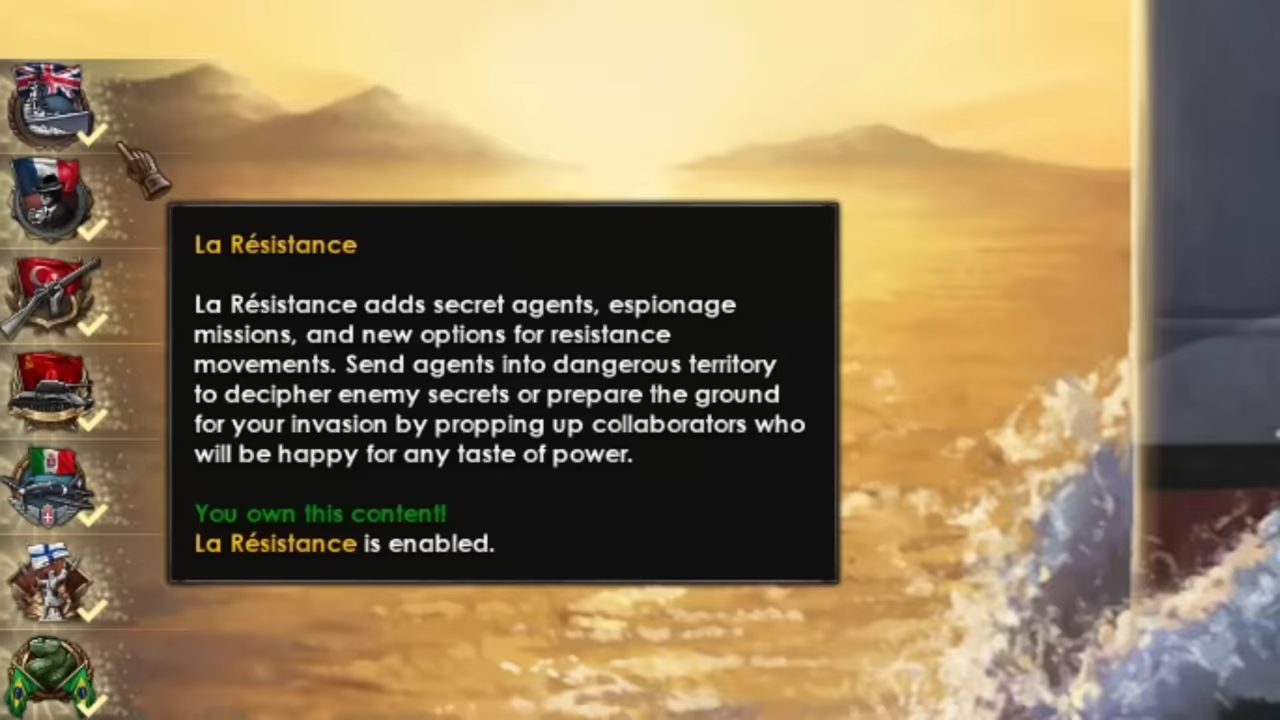 La Résistance
La Résistance adds secret agents, espionage
missions, and new options for resistance
movements. Send agents into dangerous territory
to decipher enemy secrets or prepare the ground
for your invasion by propping up collaborators who
will be happy for any taste of power.
You own this content!
La Résistance is enabled.